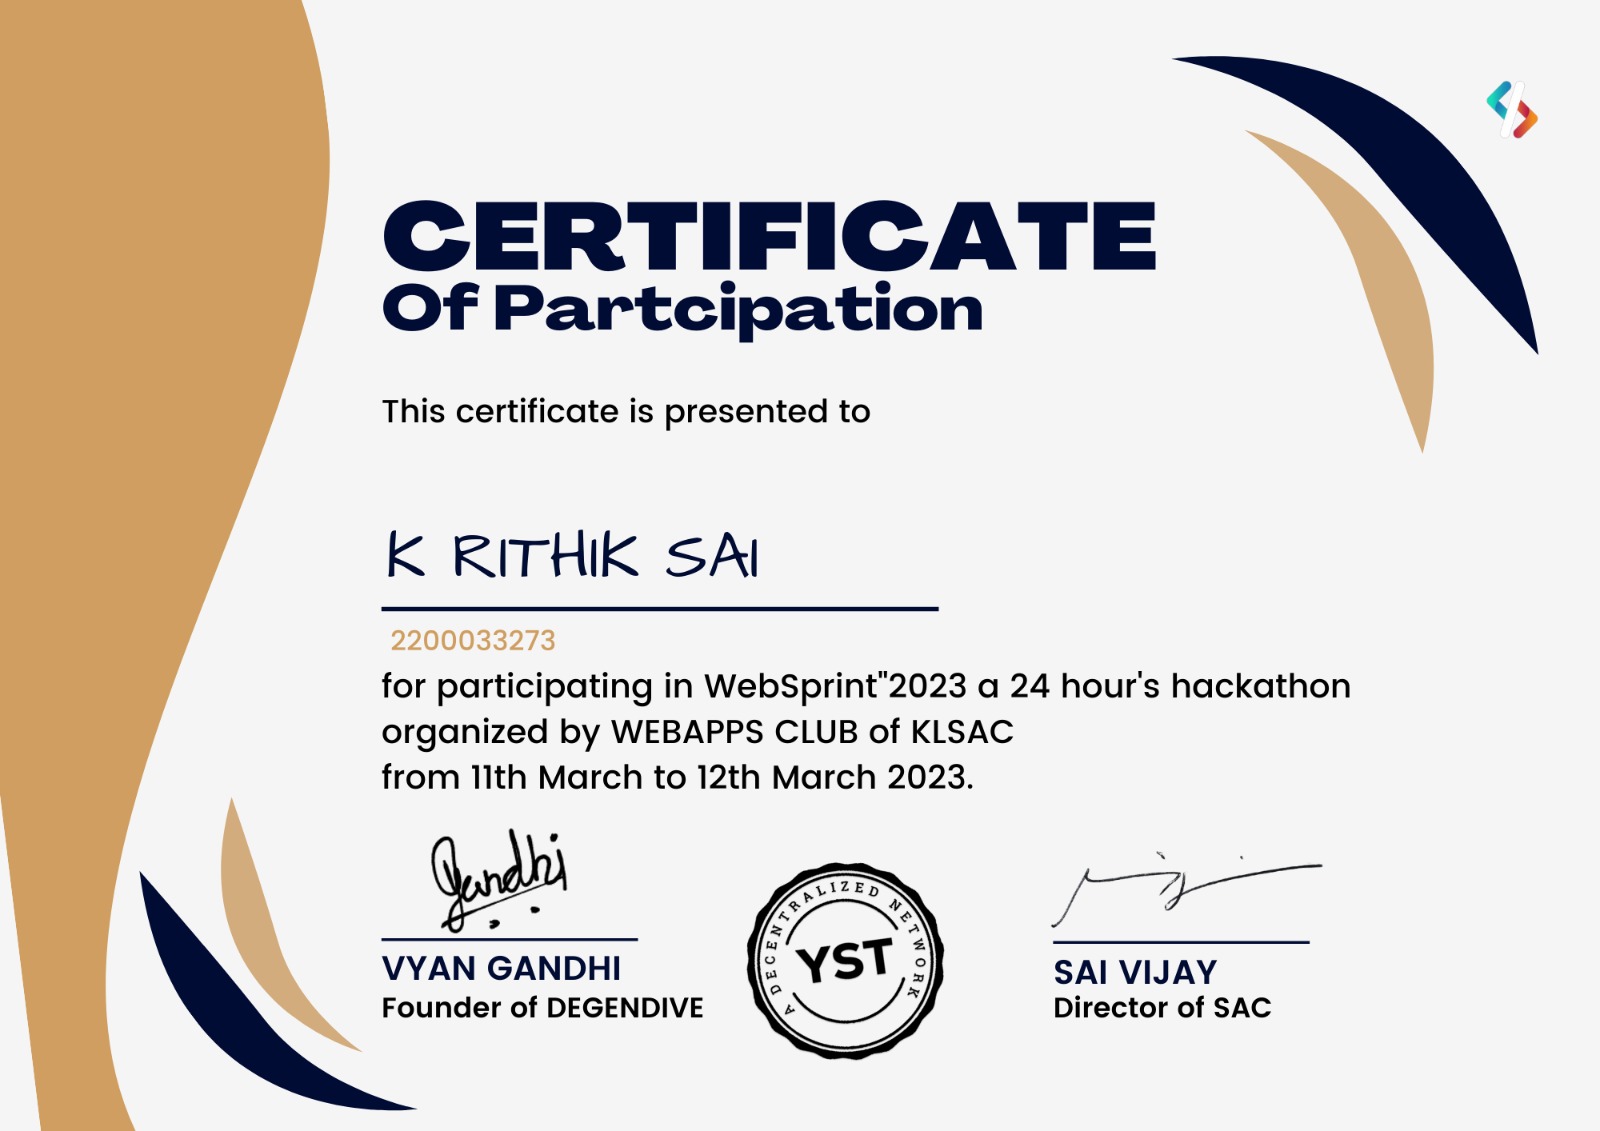 CERTIFICATE
Of Partcipation
This certificate is presented to
K RITHIK SAI
2200033273
for participating in WebSprint"2023 a 24 hour's hackathon
organized by WEBAPPS CLUB of KLSAC
from 11th March to 12th March 2023.
Gandhi
VYAN GANDHI
Founder of DEGENDIVE
A DECENTRALIZED NETWORK
YST
SAI VIJAY
Director of SAC